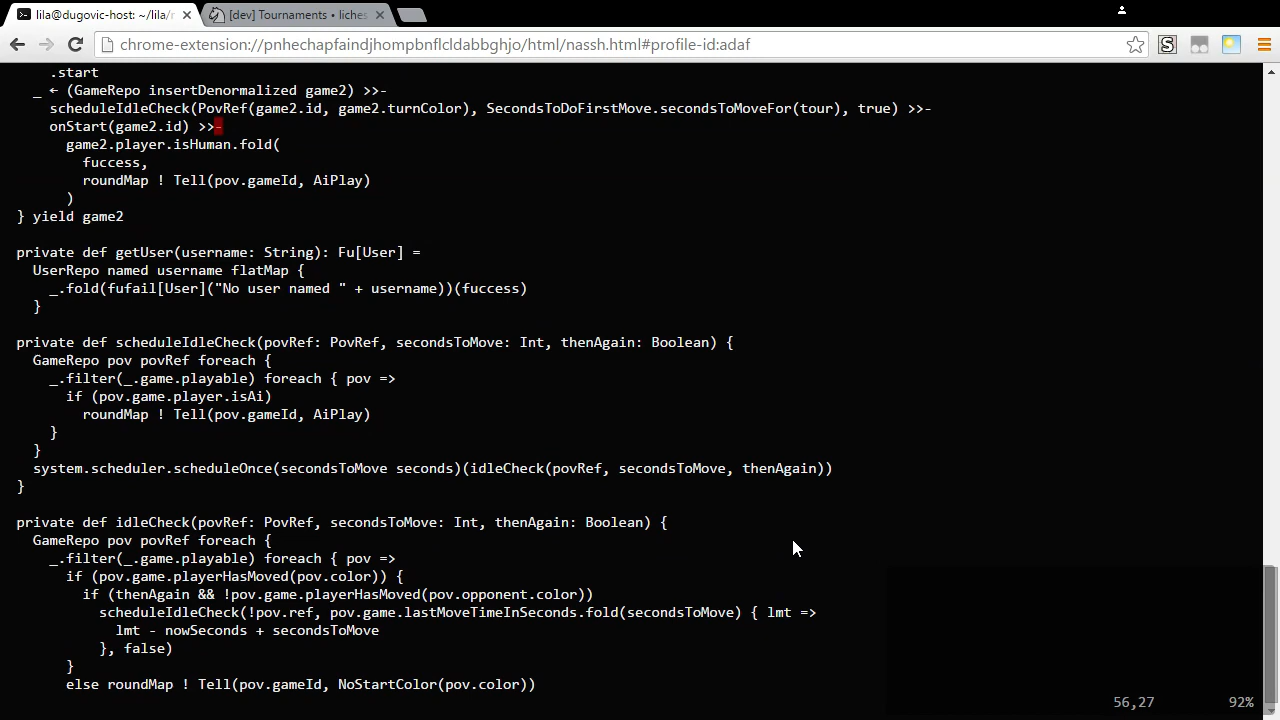 lila@dugovic-host: ~/lila/r
[dev] Tournaments • liches
chrome-extension://pnhechapfaindjhompbnflcldabbghjo/html/nassh.html#profile-id:adaf
S
    .start
  _ ← (GameRepo insertDenormalized game2) >>-
    scheduleIdleCheck(PovRef(game2.id, game2.turnColor), SecondsToDoFirstMove.secondsToMoveFor(tour), true) >>-
    onStart(game2.id) >>-
      game2.player.isHuman.fold(
        fuccess,
        roundMap ! Tell(pov.gameId, AiPlay)
      )
} yield game2
private def getUser(username: String): Fu[User] =
  UserRepo named username flatMap {
    _.fold(fufail[User]("No user named " + username))(fuccess)
  }
private def scheduleIdleCheck(povRef: PovRef, secondsToMove: Int, thenAgain: Boolean) {
  GameRepo pov povRef foreach {
    _.filter(_.game.playable) foreach { pov =>
      if (pov.game.player.isAi)
        roundMap ! Tell(pov.gameId, AiPlay)
    }
  }
  system.scheduler.scheduleOnce(secondsToMove seconds)(idleCheck(povRef, secondsToMove, thenAgain))
}
private def idleCheck(povRef: PovRef, secondsToMove: Int, thenAgain: Boolean) {
  GameRepo pov povRef foreach {
    _.filter(_.game.playable) foreach { pov =>
      if (pov.game.playerHasMoved(pov.color)) {
        if (thenAgain && !pov.game.playerHasMoved(pov.opponent.color))
          scheduleIdleCheck(!pov.ref, pov.game.lastMoveTimeInSeconds.fold(secondsToMove) { lmt =>
            lmt - nowSeconds + secondsToMove
          }, false)
      }
      else roundMap ! Tell(pov.gameId, NoStartColor(pov.color))
56,27 92%